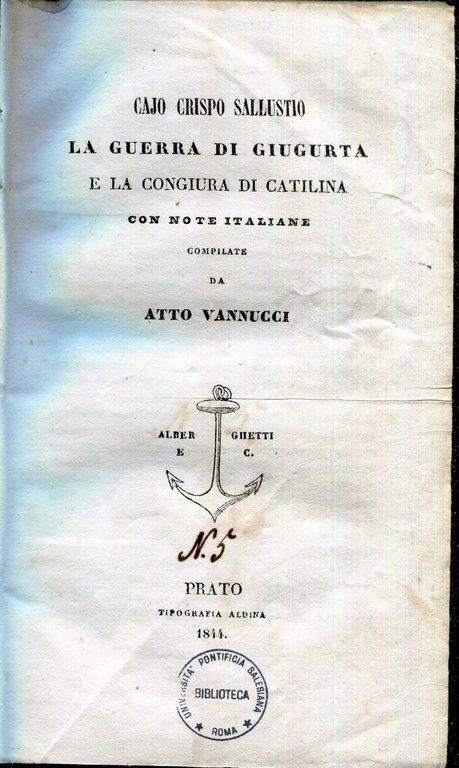 CAJO CRISPO SALLUSTIO
LA GUERRA DI GIUGURTA
E LA CONGIURA DI CATILINA
CON NOTE ITALIANE
COMPILATE
DA
ATTO VANNUCCI
ALBER GHETTI
E C.
N. 5
PRATO
TIPOGRAFIA ALDINA
1844.
UNIVERSITA' PONTIFICIA SALESIANA
BIBLIOTECA
* ROMA *